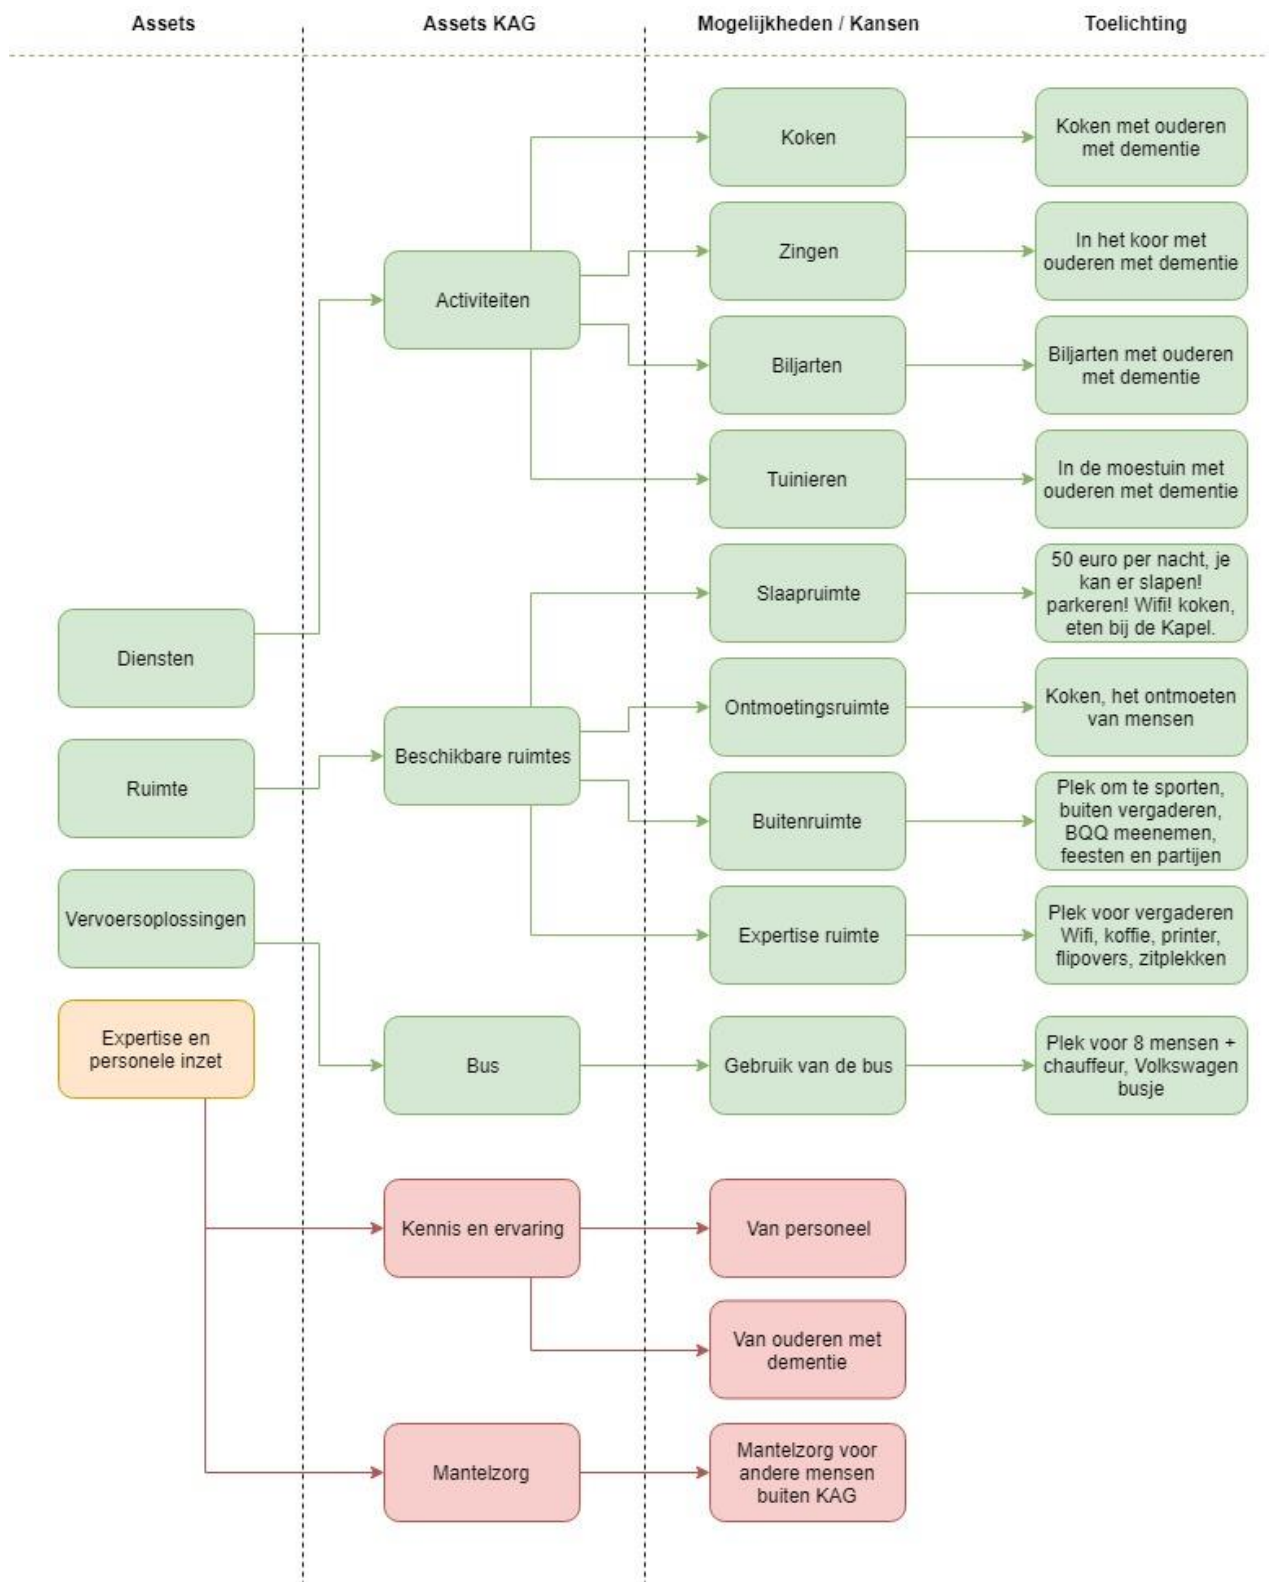 Assets
Assets KAG
Mogelijkheden / Kansen
Toelichting
Koken
Koken met ouderen
met dementie
Zingen
In het koor met
ouderen met dementie
Activiteiten
Biljarten
Biljarten met ouderen
met dementie
Tuinieren
In de moestuin met
ouderen met dementie
Slaapruimte
50 euro per nacht, je
kan er slapen!
parkeren! Wifi! koken,
eten bij de Kapel.
Diensten
Ontmoetingsruimte
Koken, het ontmoeten
van mensen
Beschikbare ruimtes
Ruimte
Buitenruimte
Plek om te sporten,
buiten vergaderen,
BQQ meenemen,
feesten en partijen
Vervoersoplossingen
Expertise ruimte
Plek voor vergaderen
Wifi, koffie, printer,
flipovers, zitplekken
Expertise en
personele inzet
Bus
Gebruik van de bus
Plek voor 8 mensen +
chauffeur, Volkswagen
busje
Kennis en ervaring
Van personeel
Van ouderen met
dementie
Mantelzorg
Mantelzorg voor
andere mensen
buiten KAG